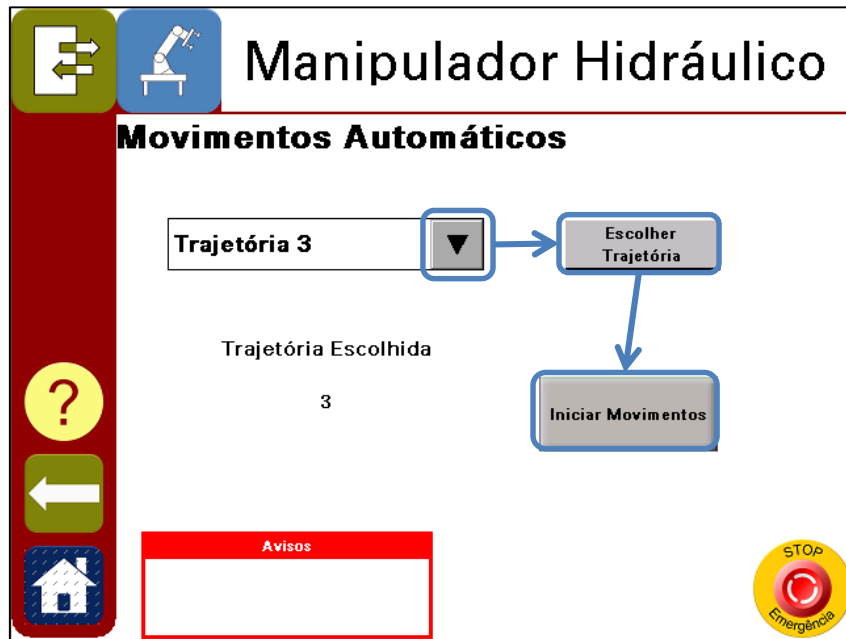 Manipulador Hidráulico
Movimentos Automáticos
Trajetória 3
Escolher
Trajetória
Trajetória Escolhida
3
Iniciar Movimentos
?
Avisos
STOP
Emergência